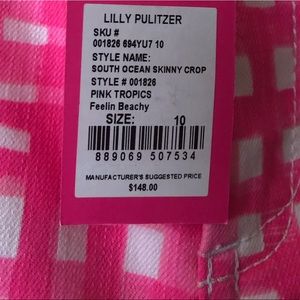 LILLY PULITZER
SKU #
001826 694YU7 10
STYLE NAME:
SOUTH OCEAN SKINNY CROP
STYLE # 001826
PINK TROPICS
Feelin Beachy
SIZE: 10
889069 507534
MANUFACTURER'S SUGGESTED PRICE
$148.00